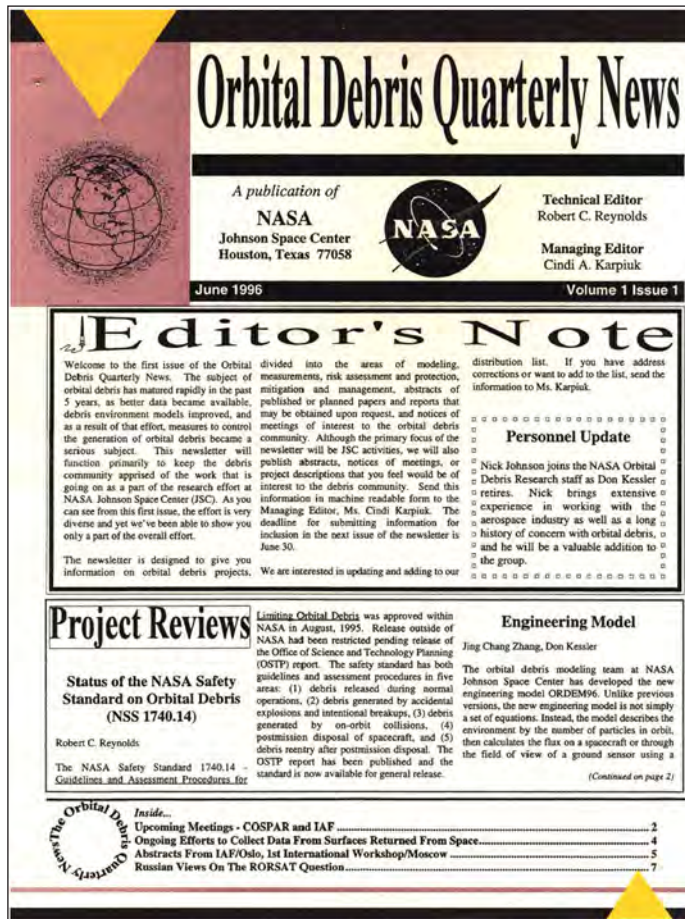 Orbital Debris Quarterly News
A publication of
NASA
Johnson Space Center
Houston, Texas 77058
NASA
Technical Editor
Robert C. Reynolds
Managing Editor
Cindi A. Karpiuk
June 1996
Volume 1 Issue 1
Editor's Note
Welcome to the first issue of the Orbital
Debris Quarterly News. The subject of
orbital debris has matured rapidly in the past
5 years, as better data became available,
debris environment models improved, and
as a result of that effort, measures to control
the generation of orbital debris became a
serious subject. This newsletter will
function primarily to keep the debris
community apprised of the work that is
going on as a part of the research effort at
NASA Johnson Space Center (JSC). As you
can see from this first issue, the effort is very
diverse and yet we've been able to show you
only a part of the overall effort.
The newsletter is designed to give you
information on orbital debris projects,
divided into the areas of modeling,
measurements, risk assessment and protection,
mitigation and management, abstracts of
published or planned papers and reports that
may be obtained upon request, and notices of
meetings of interest to the orbital debris
community. Although the primary focus of the
newsletter will be JSC activities, we will also
publish abstracts, notices of meetings, or
project descriptions that you feel would be of
interest to the debris community. Send this
information in machine readable form to the
Managing Editor, Ms. Cindi Karpiuk. The
deadline for submitting information for
inclusion in the next issue of the newsletter is
June 30.
We are interested in updating and adding to our
distribution list. If you have address
corrections or want to add to the list, send the
information to Ms. Karpiuk.
Personnel Update
Nick Johnson joins the NASA Orbital
Debris Research staff as Don Kessler
retires. Nick brings extensive
experience in working with the
aerospace industry as well as a long
history of concern with orbital debris,
and he will be a valuable addition to
the group.
Project Reviews
Status of the NASA Safety
Standard on Orbital Debris
(NSS 1740.14)
Robert C. Reynolds
The NASA Safety Standard 1740.14 -
Guidelines and Assessment Procedures for
Limiting Orbital Debris was approved within
NASA in August, 1995. Release outside of
NASA had been restricted pending release of
the Office of Science and Technology Planning
(OSTP) report. The safety standard has both
guidelines and assessment procedures in five
areas: (1) debris released during normal
operations, (2) debris generated by accidental
explosions and intentional breakups, (3) debris
generated by on-orbit collisions, (4)
postmission disposal of spacecraft, and (5)
debris reentry after postmission disposal. The
OSTP report has been published and the
standard is now available for general release.
Engineering Model
Jing Chang Zhang, Don Kessler
The orbital debris modeling team at NASA
Johnson Space Center has developed the new
engineering model ORDEM96. Unlike previous
versions, the new engineering model is not simply
a set of equations. Instead, the model describes the
environment by the number of particles in orbit,
then calculates the flux on a spacecraft or through
the field of view of a ground sensor using a
(Continued on page 2)
The Orbital Debris Quarterly News
Inside...
Upcoming Meetings - COSPAR and IAF ... 2
Ongoing Efforts to Collect Data From Surfaces Returned From Space ... 4
Abstracts From IAF/Oslo, 1st International Workshop/Moscow ... 5
Russian Views On The RORSAT Question ... 7